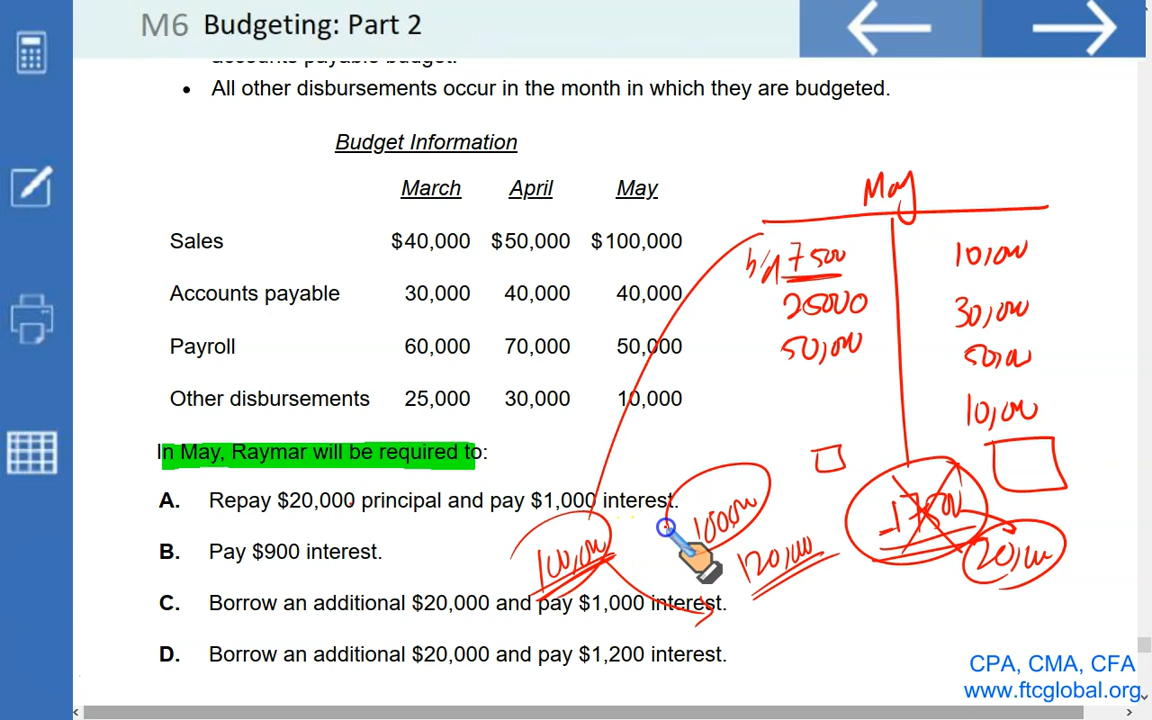 M6 Budgeting: Part 2
accounts payable budget.
• All other disbursements occur in the month in which they are budgeted.
Budget Information
March April May
Sales $40,000 $50,000 $100,000
Accounts payable 30,000 40,000 40,000
Payroll 60,000 70,000 50,000
Other disbursements 25,000 30,000 10,000
In May, Raymar will be required to:
A. Repay $20,000 principal and pay $1,000 interest.
B. Pay $900 interest.
C. Borrow an additional $20,000 and pay $1,000 interest.
D. Borrow an additional $20,000 and pay $1,200 interest.
May
b/d 7500 10,000
25000 30,000
50,000 50,000
10,000
100,000
120,000
20,000
CPA, CMA, CFA
www.ftcglobal.org